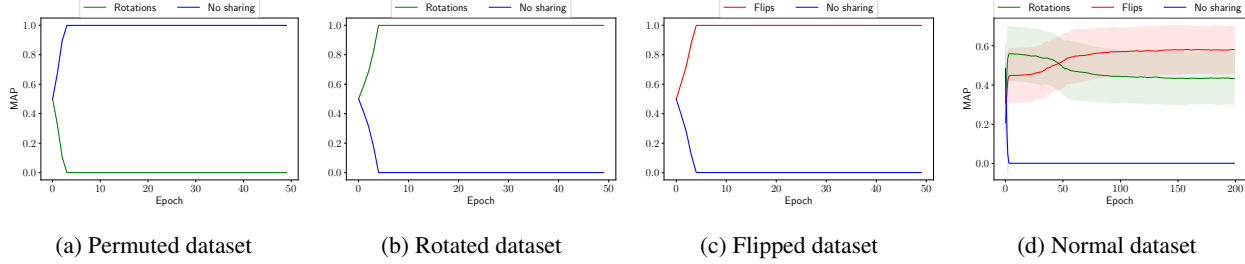 Rotations No sharing
MAP
1.0
0.8
0.6
0.4
0.2
0.0
0 10 20 30 40 50
Epoch
(a) Permuted dataset
Rotations No sharing
1.0
0.8
0.6
0.4
0.2
0.0
0 10 20 30 40 50
Epoch
(b) Rotated dataset
Flips No sharing
1.0
0.8
0.6
0.4
0.2
0.0
0 10 20 30 40 50
Epoch
(c) Flipped dataset
Rotations Flips No sharing
MAP
0.6
0.4
0.2
0.0
0 50 100 150 200
Epoch
(d) Normal dataset